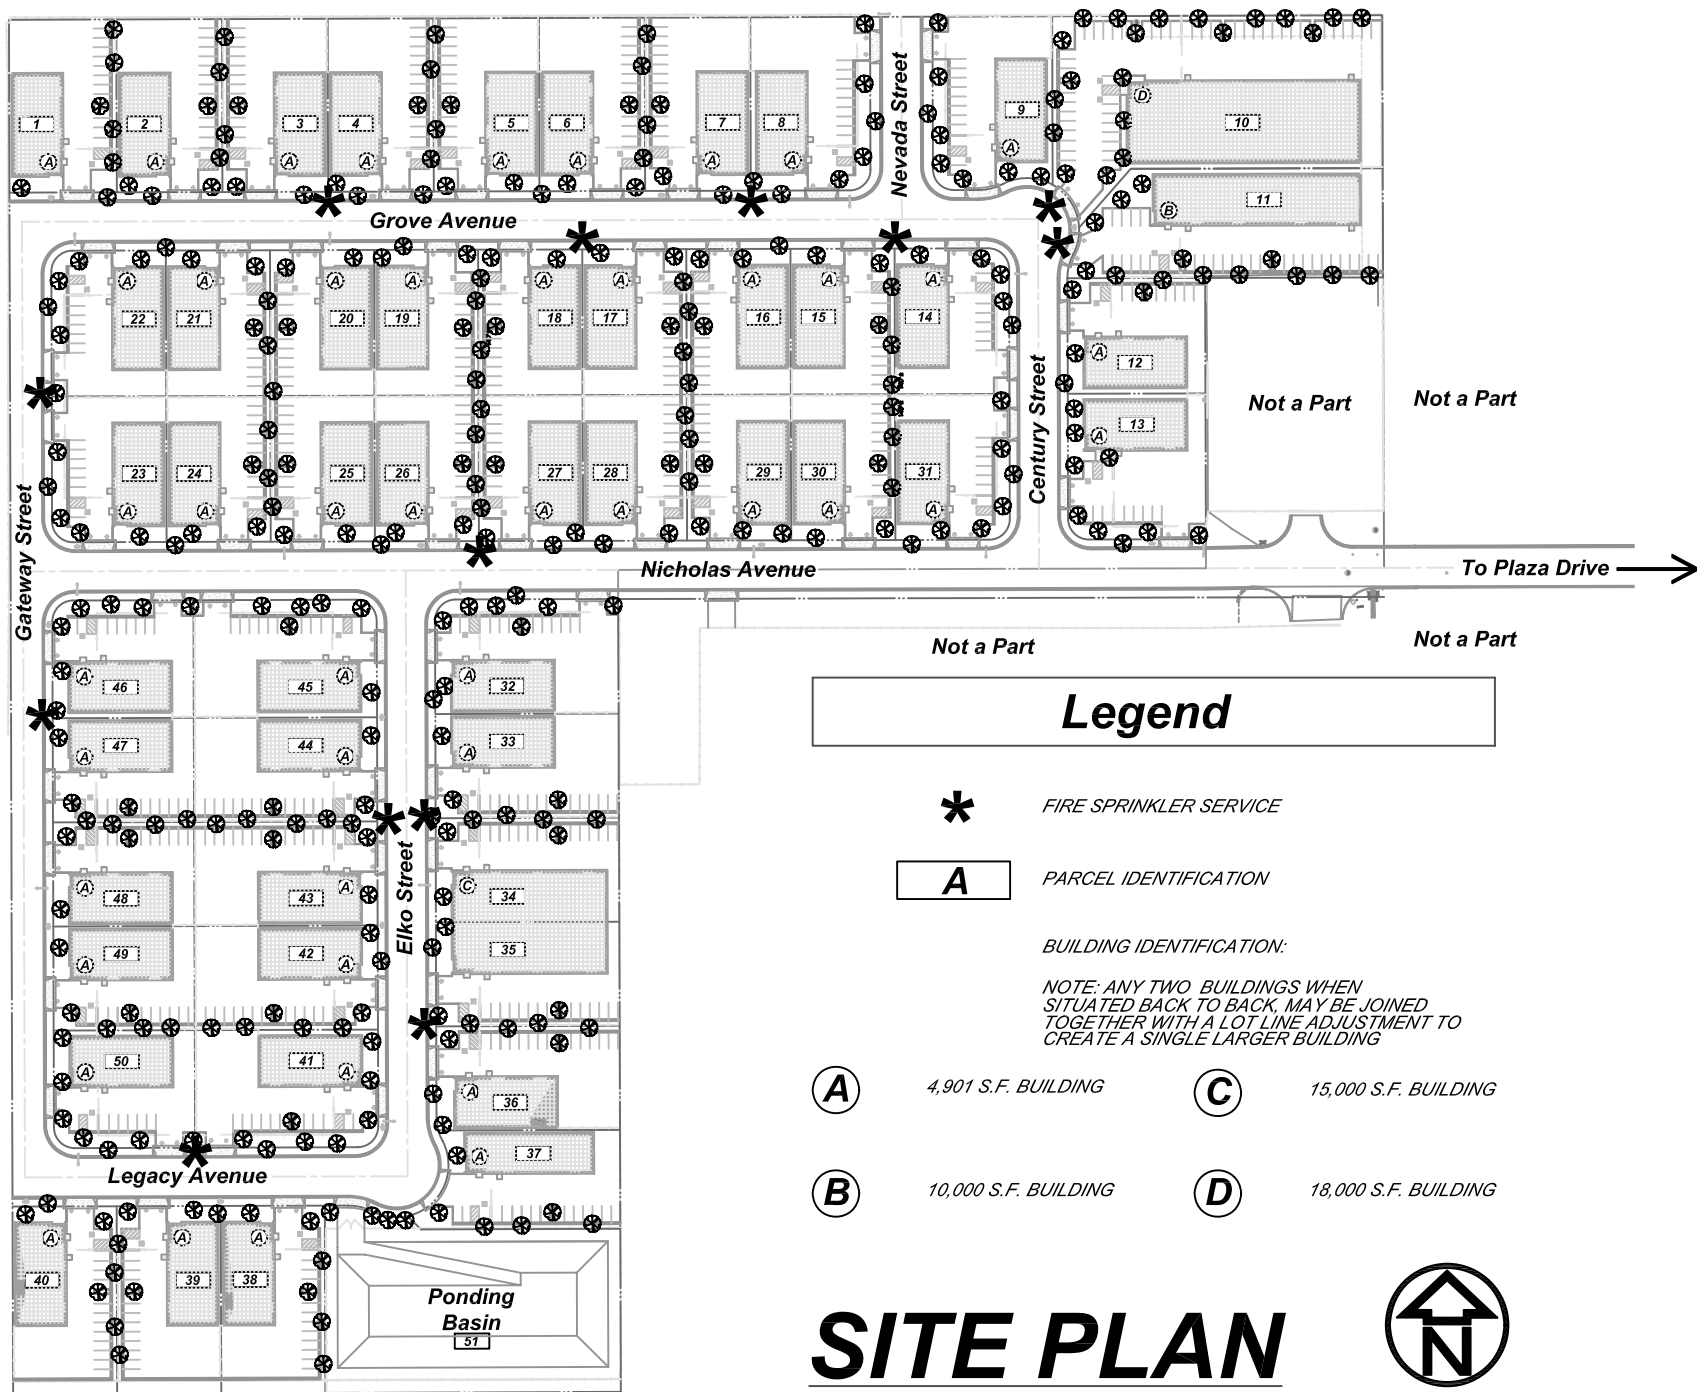 Nevada Street
1
A
2
A
3
A
4
A
5
A
6
A
7
A
8
A
9
A
D
10
B
11
Grove Avenue
A
22
A
21
A
20
A
19
A
18
A
17
A
16
A
15
A
14
A
12
13
A
Century Street
Not a Part
Not a Part
23
A
24
A
25
A
26
A
27
A
28
A
29
A
30
A
31
A
Gateway Street
Nicholas Avenue
To Plaza Drive
Not a Part
Not a Part
A
46
45
A
A
32
47
A
44
A
33
A
A
48
43
A
C
34
35
49
A
42
A
Elko Street
50
A
41
A
A
36
37
A
Legacy Avenue
A
40
A
39
A
38
Ponding
Basin
51
Legend
* FIRE SPRINKLER SERVICE
A PARCEL IDENTIFICATION
BUILDING IDENTIFICATION:
NOTE: ANY TWO BUILDINGS WHEN
SITUATED BACK TO BACK, MAY BE JOINED
TOGETHER WITH A LOT LINE ADJUSTMENT TO
CREATE A SINGLE LARGER BUILDING
A 4,901 S.F. BUILDING
C 15,000 S.F. BUILDING
B 10,000 S.F. BUILDING
D 18,000 S.F. BUILDING
SITE PLAN
N